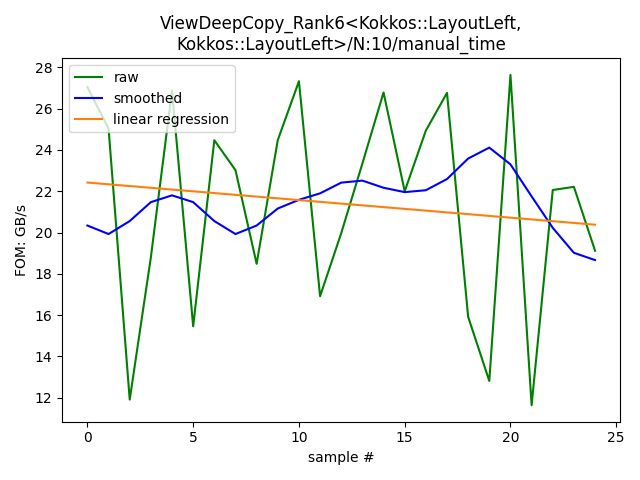 ViewDeepCopy_Rank6<Kokkos::LayoutLeft,
Kokkos::LayoutLeft>/N:10/manual_time
raw
smoothed
linear regression
FOM: GB/s
28
26
24
22
20
18
16
14
12
0
5
10
15
20
25
sample #